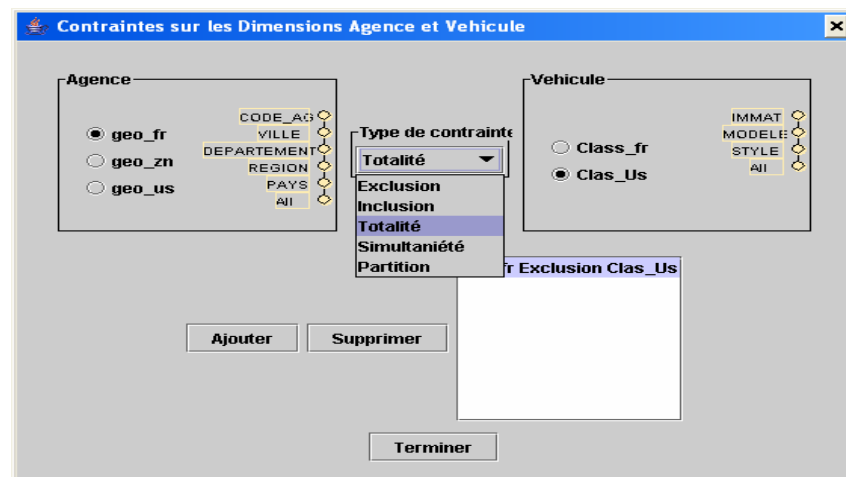 Contraintes sur les Dimensions Agence et Vehicule
Agence
geo_fr
geo_zn
geo_us
CODE_AG
VILLE
DEPARTEMENT
REGION
PAYS
All
Type de contrainte
Totalité
Exclusion
Inclusion
Totalité
Simultaniété
Partition
Vehicule
Class_fr
Clas_Us
IMMAT
MODELE
STYLE
All
fr Exclusion Clas_Us
Ajouter
Supprimer
Terminer